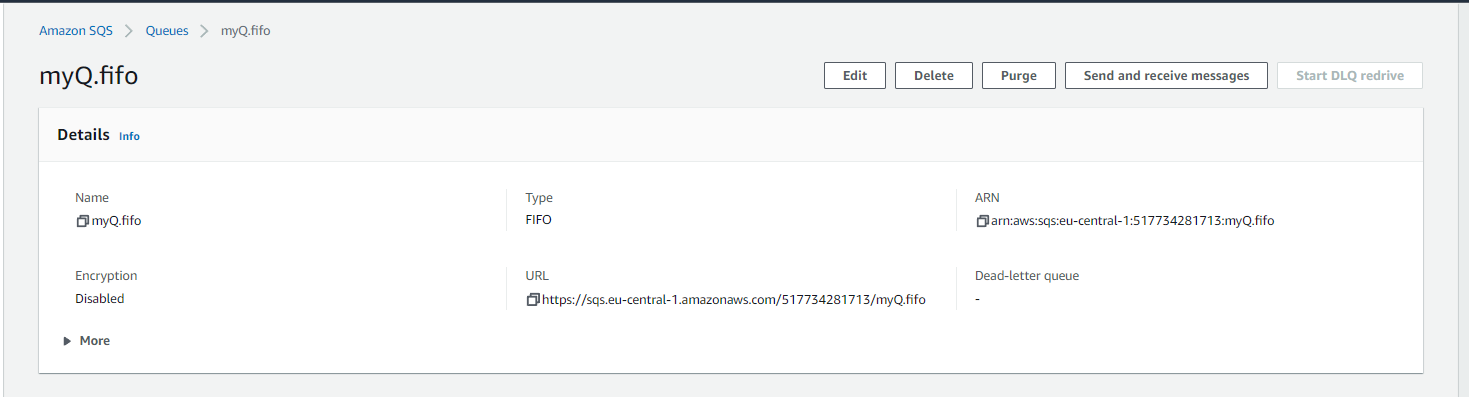 Amazon SQS > Queues > myQ.fifo
myQ.fifo
Edit Delete Purge Send and receive messages Start DLQ redrive
Details Info
Name Type ARN
myQ.fifo FIFO arn:aws:sqs:eu-central-1:517734281713:myQ.fifo
Encryption URL Dead-letter queue
Disabled https://sqs.eu-central-1.amazonaws.com/517734281713/myQ.fifo -
More